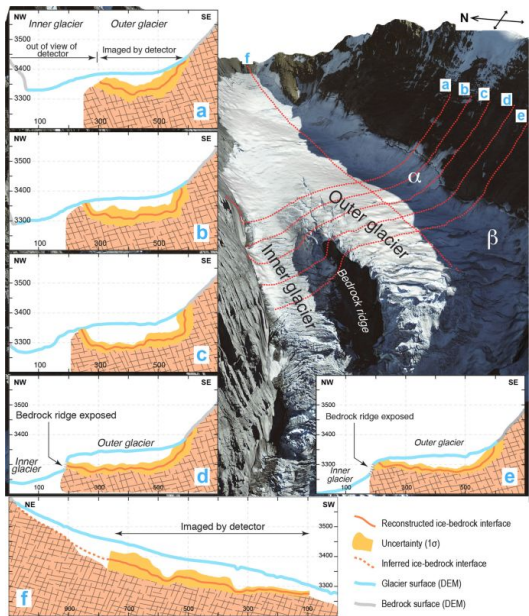 NW SE
Inner glacier Outer glacier
out of view of
detector
Imaged by detector
3500
3400
3300
100 300 500
a
NW SE
3500
3400
3300
100 300 500
b
NW SE
3500
3400
3300
100 300 500
c
NW SE
Bedrock ridge exposed
3500
3400
3300
Outer glacier
Inner
glacier
100 300 500
d
N
f
a
b
c
d
e
α
β
Outer glacier
Inner glacier
Bedrock ridge
NW SE
Bedrock ridge exposed
3500
3400
3300
Outer glacier
Inner
glacier
100 300 500
e
NE SW
Imaged by detector
3500
3400
3300
900 700 500 300 100
f
Reconstructed ice-bedrock interface
Uncertainty (1σ)
Inferred ice-bedrock interface
Glacier surface (DEM)
Bedrock surface (DEM)